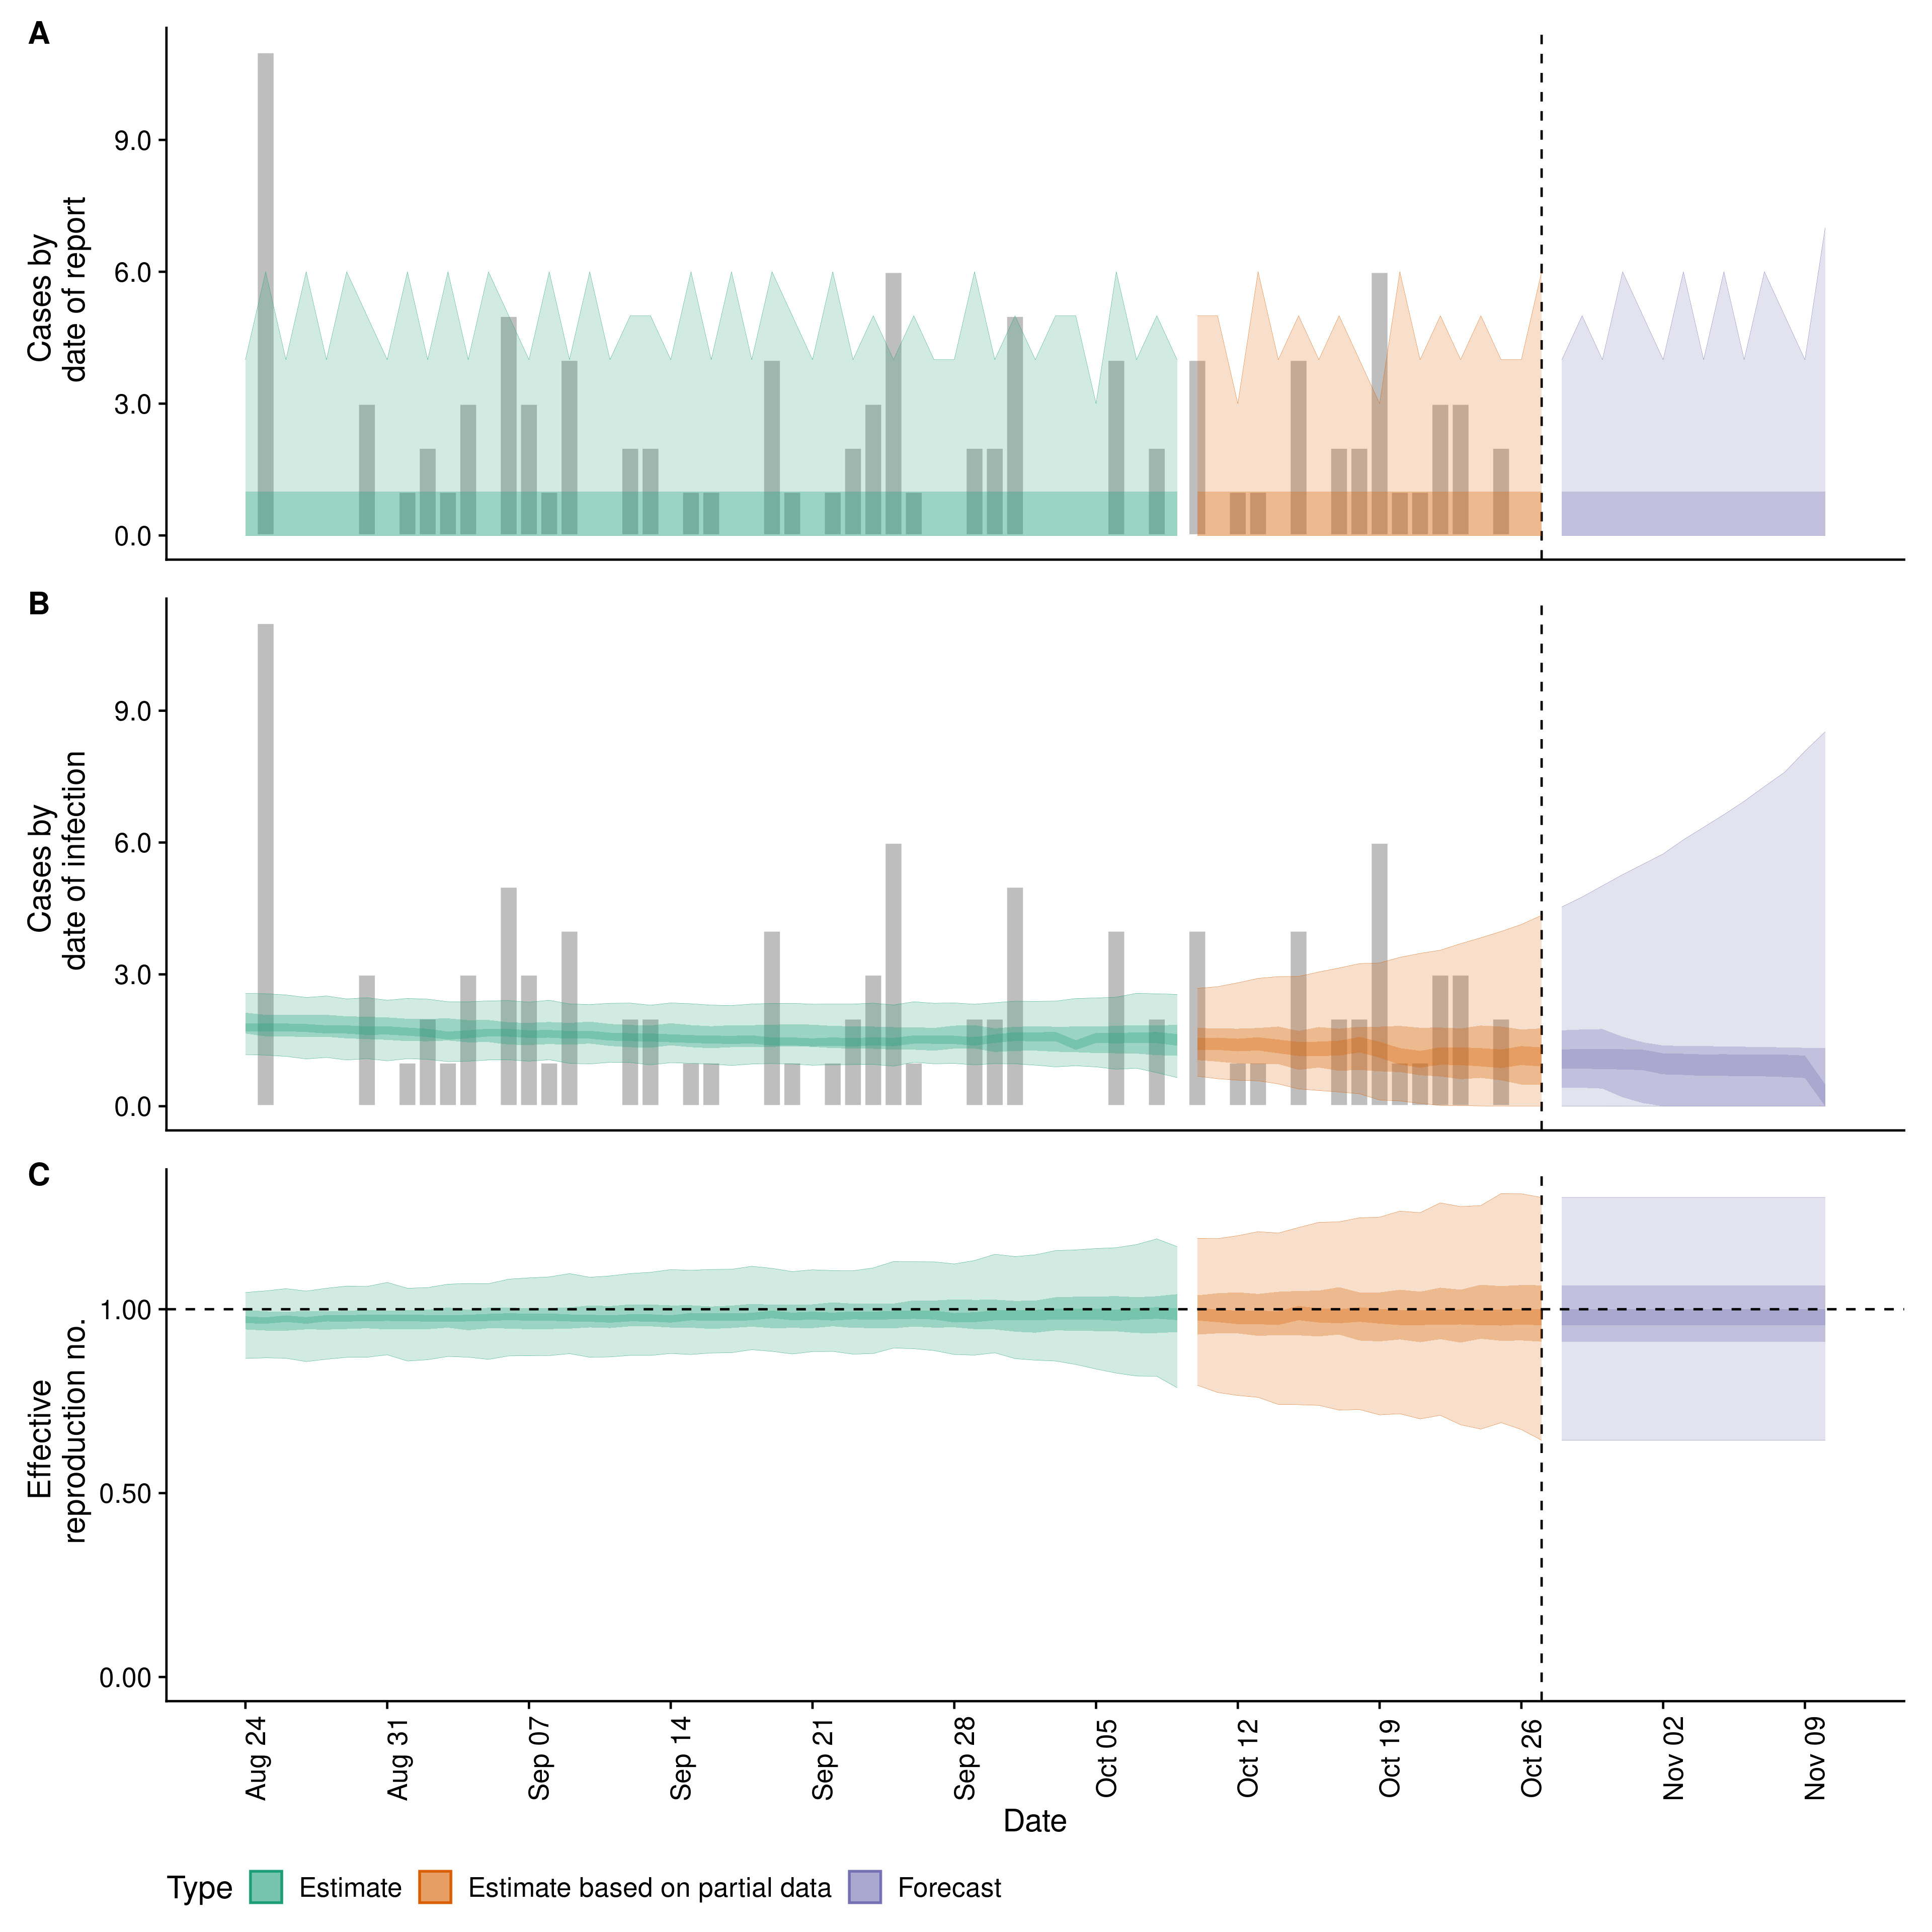 A
Cases by
date of report
9.0
6.0
3.0
0.0
B
Cases by
date of infection
9.0
6.0
3.0
0.0
C
Effective
reproduction no.
1.00
0.50
0.00
Aug 24
Aug 31
Sep 07
Sep 14
Sep 21
Sep 28
Oct 05
Oct 12
Oct 19
Oct 26
Nov 02
Nov 09
Date
Type Estimate Estimate based on partial data Forecast